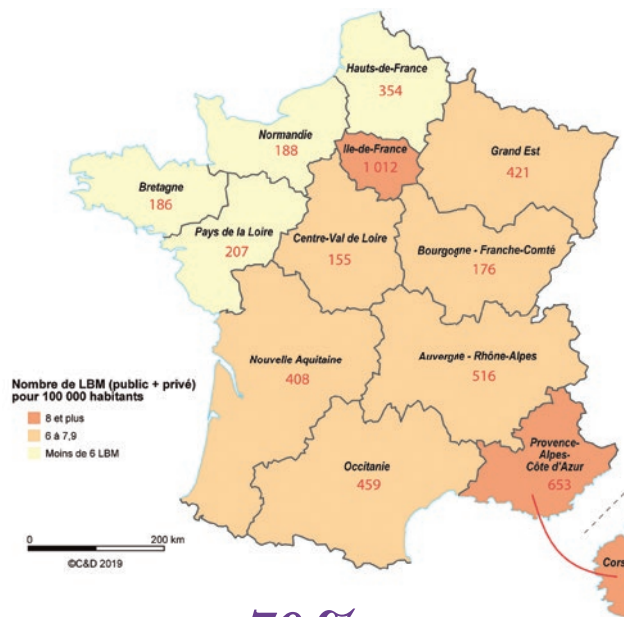 Hauts-de-France
354
Normandie
188
Ile-de-France
1 012
Grand Est
421
Bretagne
186
Pays de la Loire
207
Centre-Val de Loire
155
Bourgogne - Franche-Comté
176
Nouvelle Aquitaine
408
Auvergne - Rhône-Alpes
516
Nombre de LBM (public + privé)
pour 100 000 habitants
8 et plus
6 à 7,9
Moins de 6 LBM
Provence-
Alpes-
Côte d'Azur
653
Occitanie
459
0
200 km
©C&D 2019
Cors